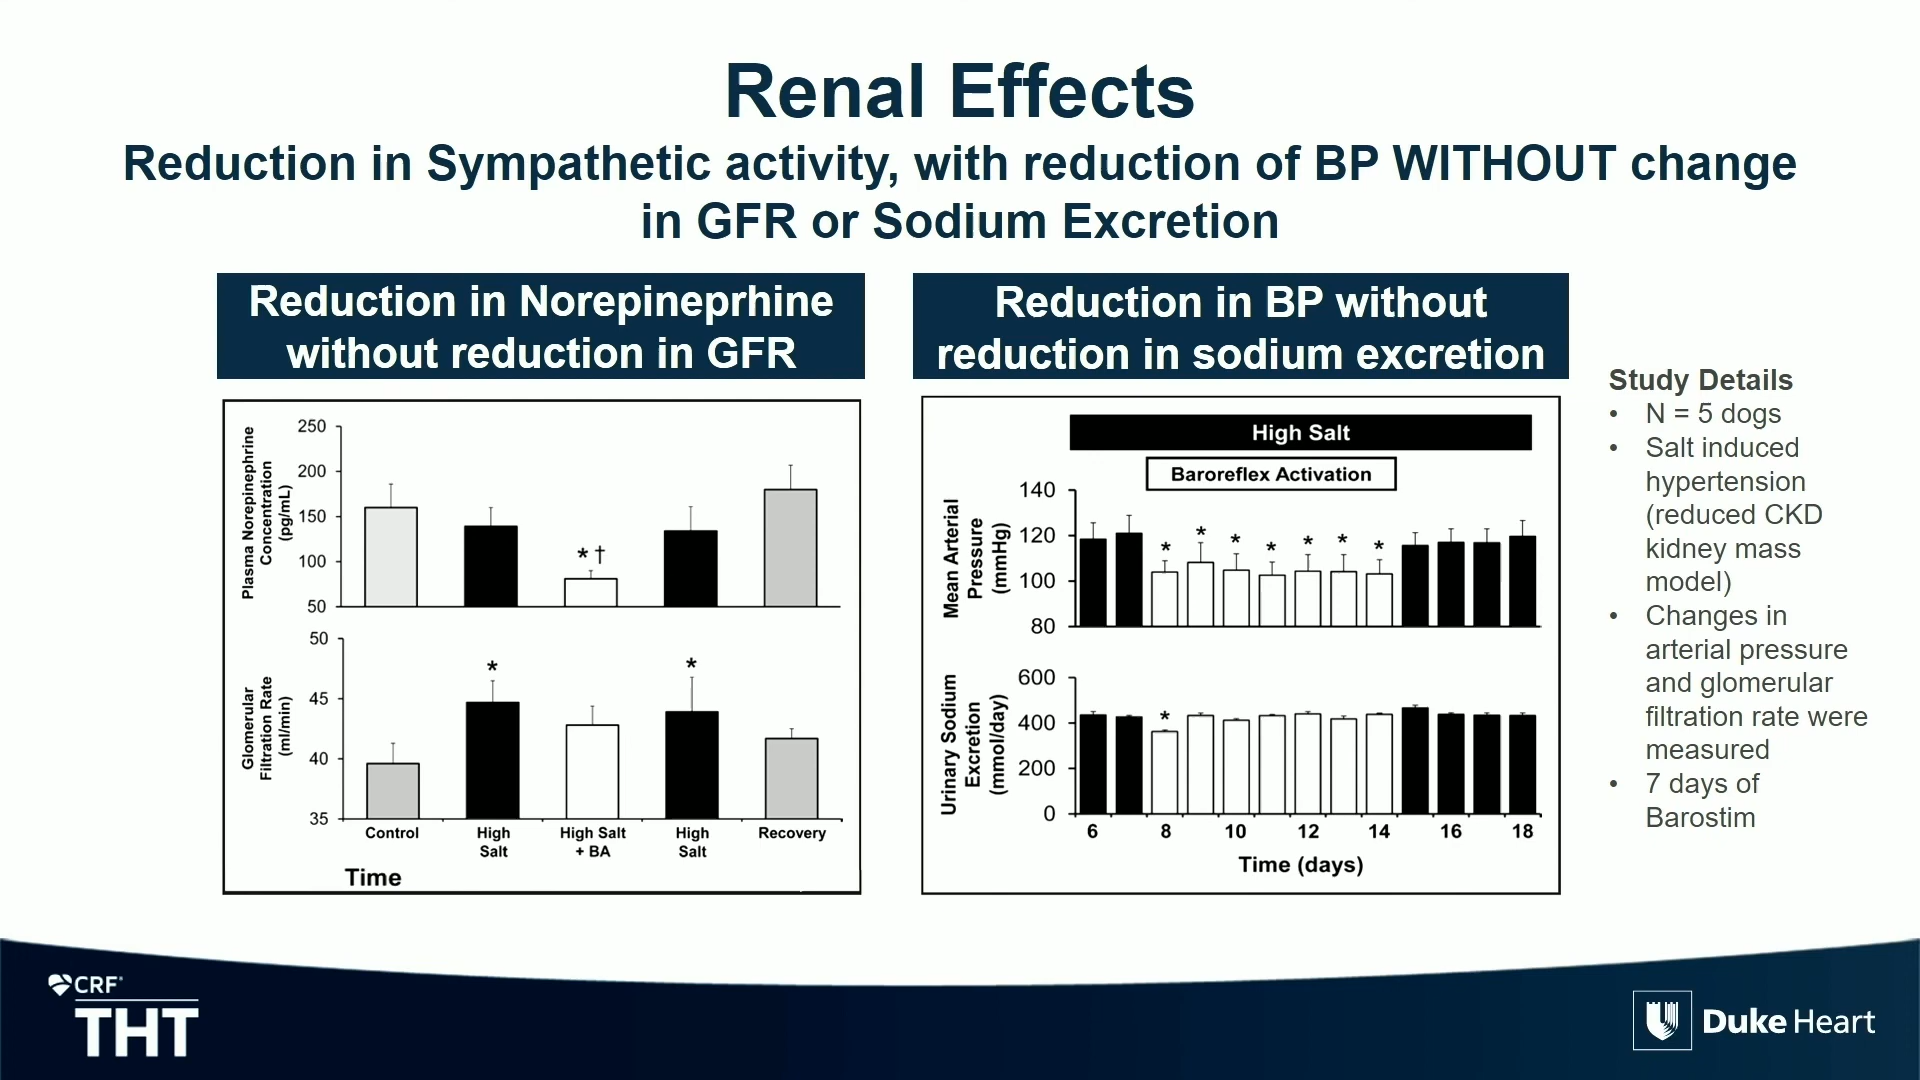 Renal Effects
Reduction in Sympathetic activity, with reduction of BP WITHOUT change
in GFR or Sodium Excretion
Reduction in Norepineprhine
without reduction in GFR
Plasma Norepinephrine
Concentration
(pg/mL)
250
200
150
100
50
* †
Glomerular
Filtration Rate
(ml/min)
50
45
40
35
*
*
Control
High
Salt
High Salt
+ BA
High
Salt
Recovery
Time
Reduction in BP without
reduction in sodium excretion
High Salt
Baroreflex Activation
Mean Arterial
Pressure
(mmHg)
140
120
100
80
* * * * * * *
Urinary Sodium
Excretion
(mmol/day)
600
400
200
0
*
6 8 10 12 14 16 18
Time (days)
Study Details
• N = 5 dogs
• Salt induced
hypertension
(reduced CKD
kidney mass
model)
• Changes in
arterial pressure
and glomerular
filtration rate were
measured
• 7 days of
Barostim
CRF®
THT
Duke Heart